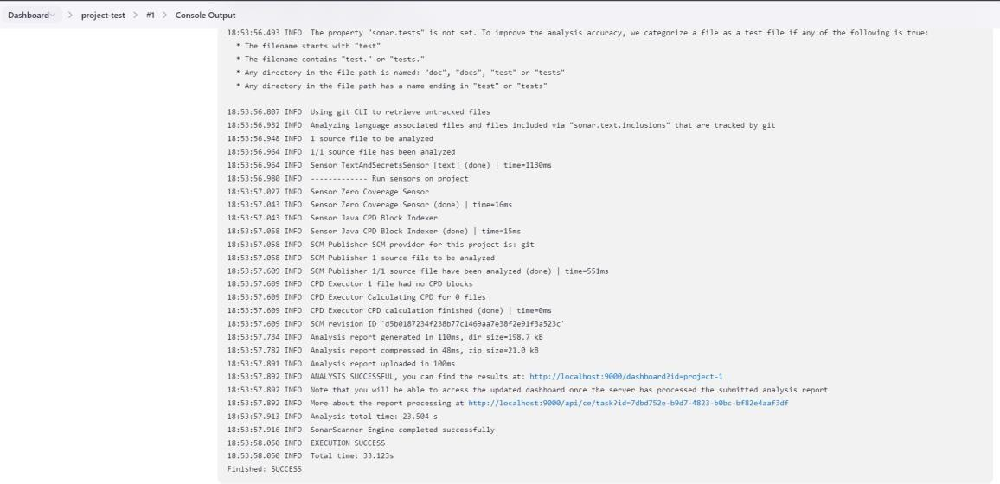 Dashboard > project-test > #1 > Console Output
18:53:56.493 INFO The property "sonar.tests" is not set. To improve the analysis accuracy, we categorize a file as a test file if any of the following is true:
* The filename starts with "test"
* The filename contains "test." or "tests."
* Any directory in the file path is named: "doc", "docs", "test" or "tests"
* Any directory in the file path has a name ending in "test" or "tests"
18:53:56.807 INFO Using git CLI to retrieve untracked files
18:53:56.932 INFO Analyzing language associated files and files included via "sonar.text.inclusions" that are tracked by git
18:53:56.948 INFO 1 source file to be analyzed
18:53:56.964 INFO 1/1 source file has been analyzed
18:53:56.964 INFO Sensor TextAndSecretsSensor [text] (done) | time=1130ms
18:53:56.980 INFO ------------- Run sensors on project
18:53:57.027 INFO Sensor Zero Coverage Sensor
18:53:57.043 INFO Sensor Zero Coverage Sensor (done) | time=16ms
18:53:57.043 INFO Sensor Java CPD Block Indexer
18:53:57.058 INFO Sensor Java CPD Block Indexer (done) | time=15ms
18:53:57.058 INFO SCM Publisher SCM provider for this project is: git
18:53:57.058 INFO SCM Publisher 1 source file to be analyzed
18:53:57.609 INFO SCM Publisher 1/1 source file have been analyzed (done) | time=551ms
18:53:57.609 INFO CPD Executor 1 file had no CPD blocks
18:53:57.609 INFO CPD Executor Calculating CPD for 0 files
18:53:57.609 INFO CPD Executor CPD calculation finished (done) | time=0ms
18:53:57.609 INFO SCM revision ID 'd5b0187234f238b77c1469aa7e38f2e91f3a523c'
18:53:57.734 INFO Analysis report generated in 110ms, dir size=198.7 kB
18:53:57.782 INFO Analysis report compressed in 48ms, zip size=21.0 kB
18:53:57.891 INFO Analysis report uploaded in 100ms
18:53:57.892 INFO ANALYSIS SUCCESSFUL, you can find the results at: http://localhost:9000/dashboard?id=project-1
18:53:57.892 INFO Note that you will be able to access the updated dashboard once the server has processed the submitted analysis report
18:53:57.892 INFO More about the report processing at http://localhost:9000/api/ce/task?id=7dbd752e-b9d7-4823-b0bc-bf82e4aaf3df
18:53:57.913 INFO Analysis total time: 23.504 s
18:53:57.916 INFO SonarScanner Engine completed successfully
18:53:58.050 INFO EXECUTION SUCCESS
18:53:58.050 INFO Total time: 33.123s
Finished: SUCCESS